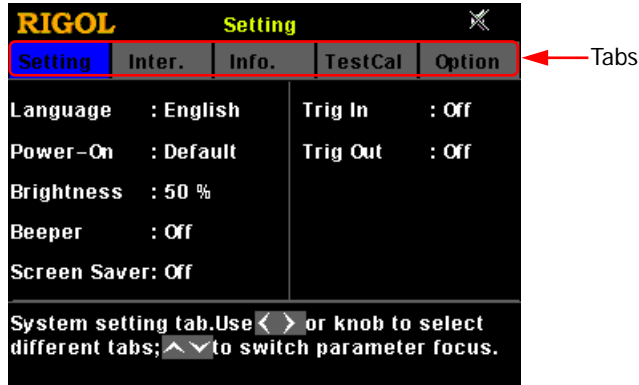 RIGOL Setting
Setting Inter. Info. TestCal Option
Tabs
Language : English
Power-On : Default
Brightness : 50 %
Beeper : Off
Screen Saver: Off
Trig In : Off
Trig Out : Off
System setting tab.Use < > or knob to select
different tabs; to switch parameter focus.